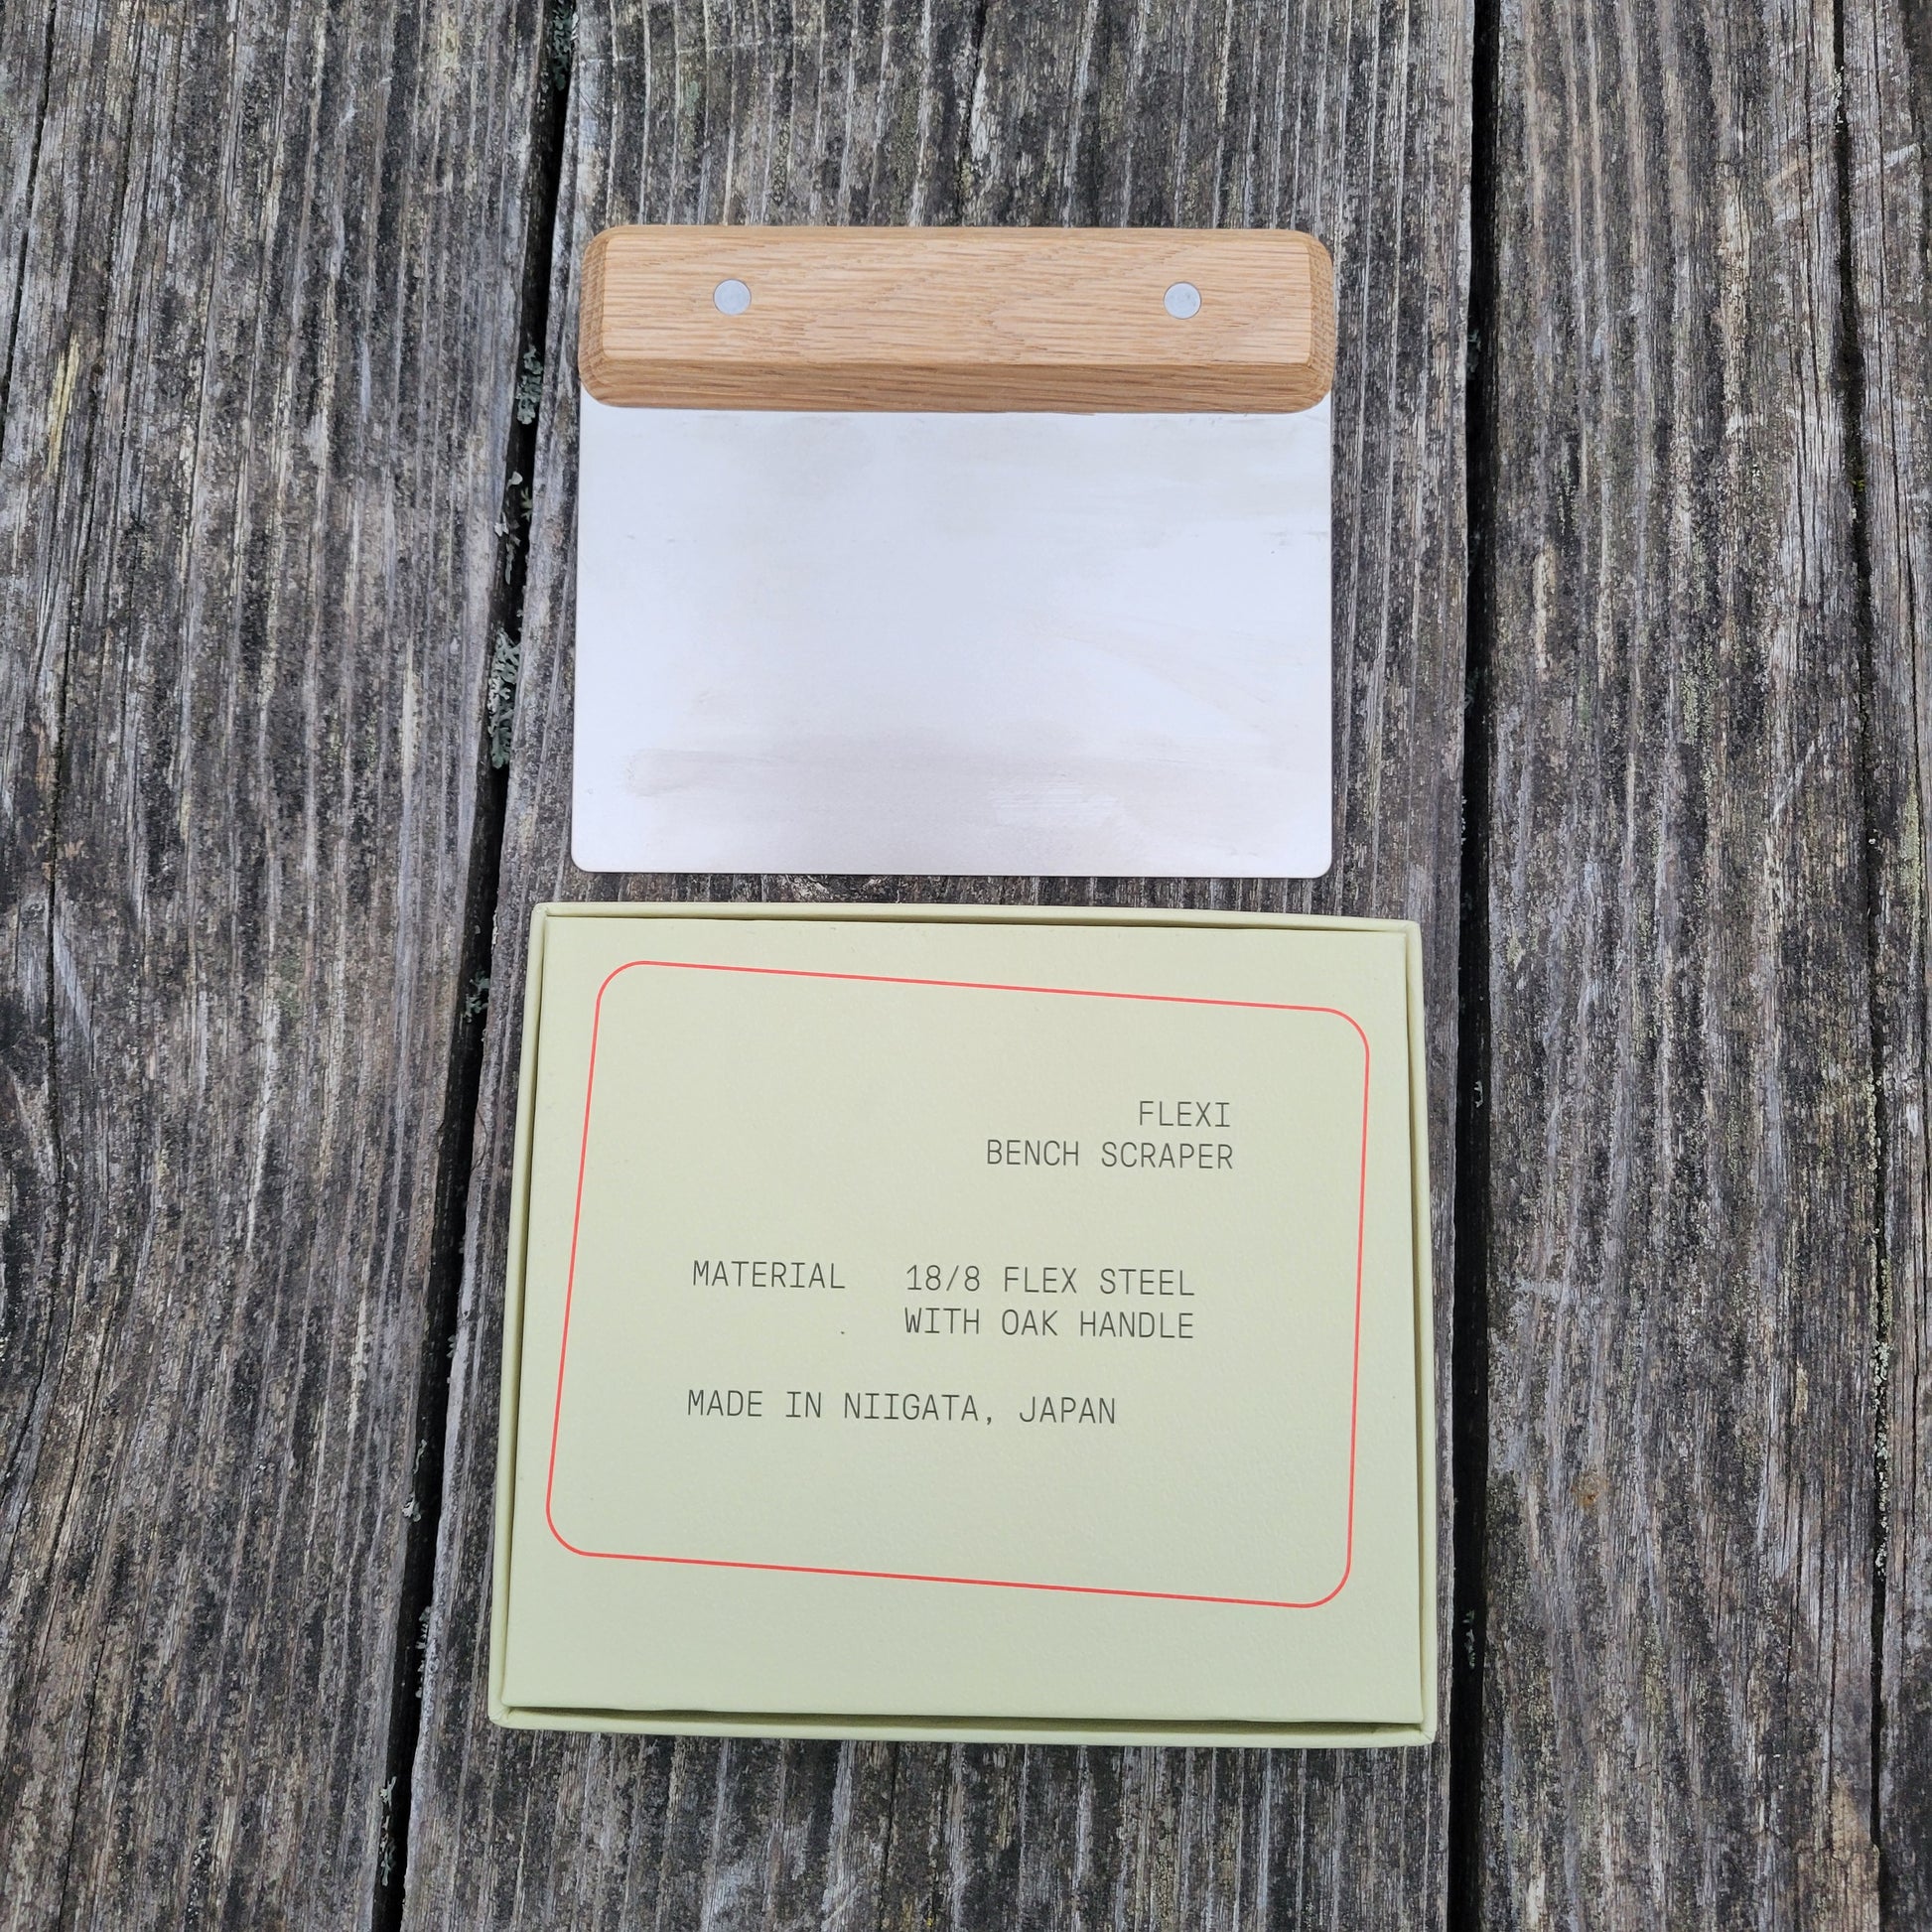 FLEXI
BENCH SCRAPER
MATERIAL 18/8 FLEX STEEL
WITH OAK HANDLE
MADE IN NIIGATA, JAPAN